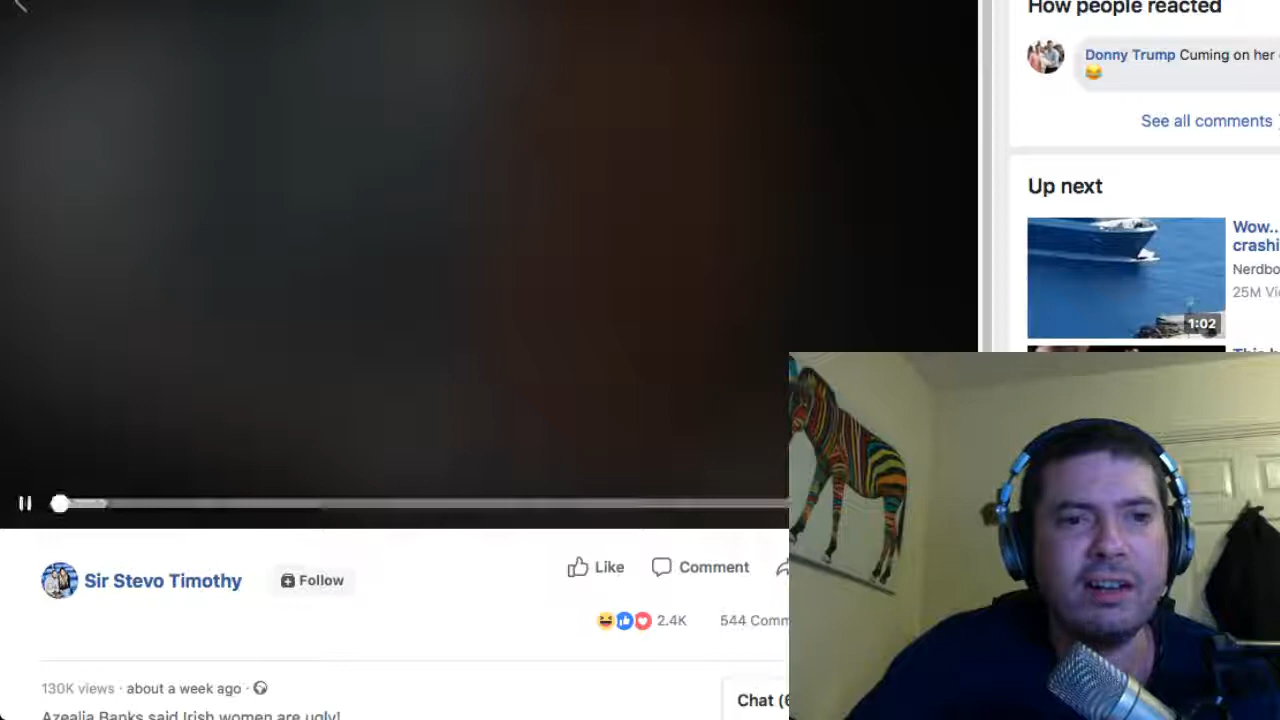 How people reacted
Donny Trump Cuming on her
See all comments
Up next
Wow..
crashi
Nerdbo
25M Vi
1:02
Sir Stevo Timothy
Follow
Like
Comment
2.4K
544 Comm
130K views · about a week ago ·
Chat (
Azealia Banks said Irish women are ugly!